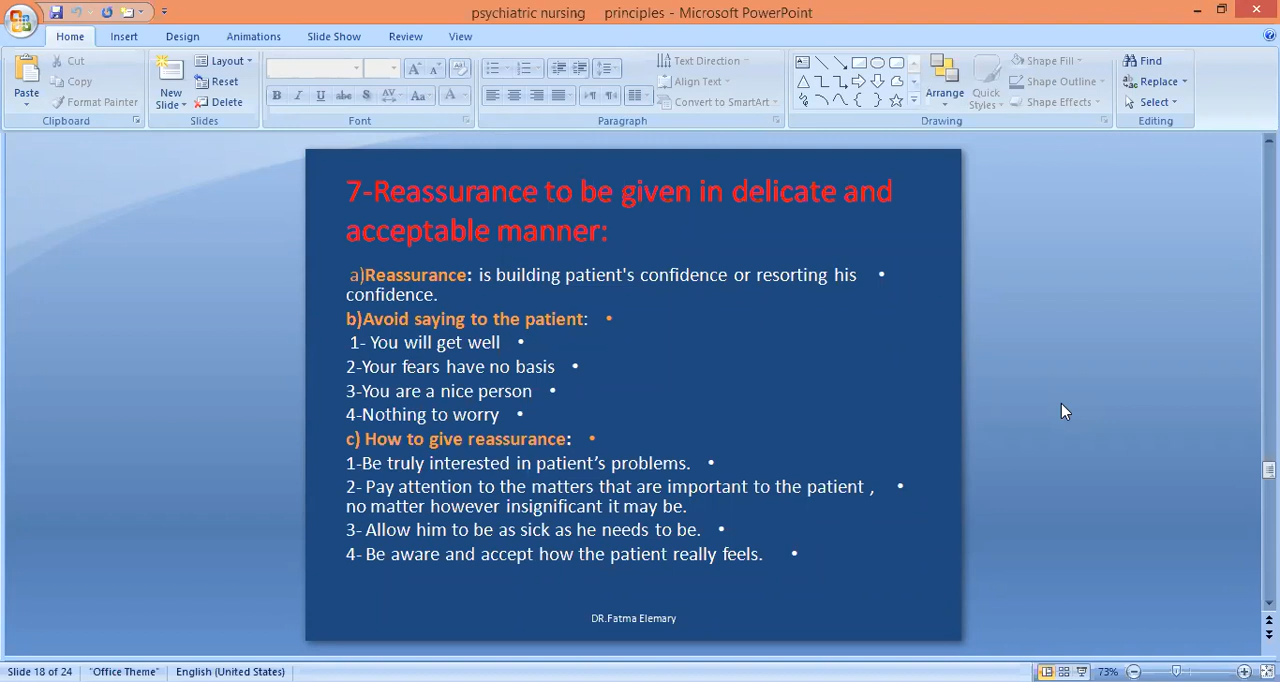 psychiatric nursing principles - Microsoft PowerPoint
Home Insert Design Animations Slide Show Review View
Paste
Cut
Copy
Format Painter
Clipboard
New Slide
Layout
Reset
Delete
Slides
B I U abc S AV Aa A
Font
Text Direction
Align Text
Convert to SmartArt
Paragraph
Arrange
Quick Styles
Shape Fill
Shape Outline
Shape Effects
Drawing
Find
Replace
Select
Editing
7-Reassurance to be given in delicate and
acceptable manner:
a)Reassurance: is building patient's confidence or resorting his •
confidence.
b)Avoid saying to the patient: •
1- You will get well •
2-Your fears have no basis •
3-You are a nice person •
4-Nothing to worry •
c) How to give reassurance: •
1-Be truly interested in patient’s problems. •
2- Pay attention to the matters that are important to the patient , •
no matter however insignificant it may be.
3- Allow him to be as sick as he needs to be. •
4- Be aware and accept how the patient really feels. •
DR.Fatma Elemary
Slide 18 of 24 "Office Theme" English (United States) 73%